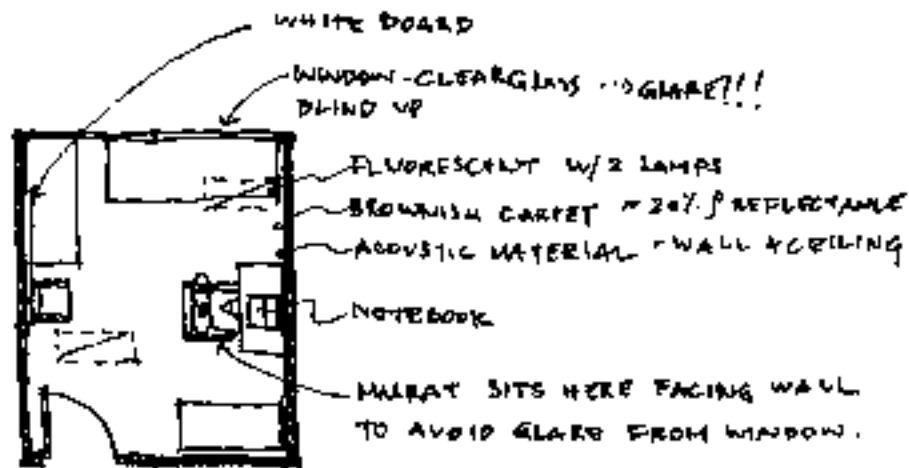 WHITE BOARD
WINDOW-CLEARGLASS → GLARE?!!
BLIND UP
FLUORESCENT W/2 LAMPS
BROWNISH CARPET ~20% ρ REFLECTANCE
ACOUSTIC MATERIAL - WALL & CEILING
NOTEBOOK
MURAT SITS HERE FACING WALL
TO AVOID GLARE FROM WINDOW.